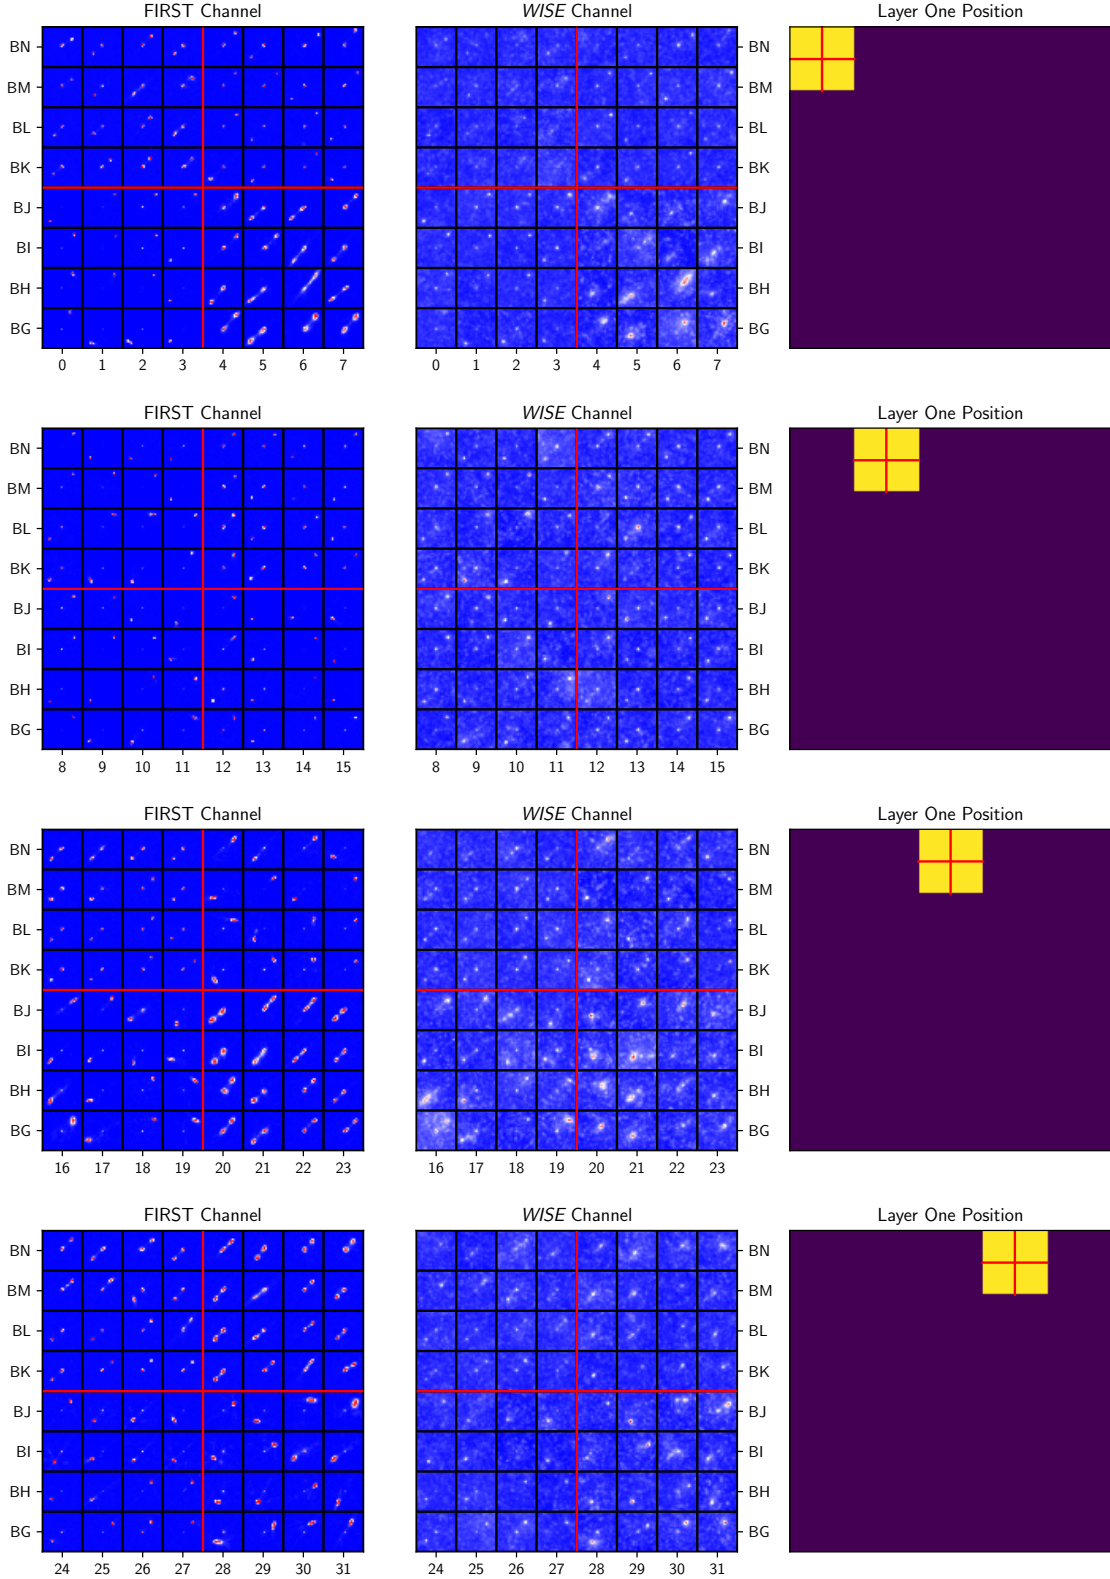 FIRST Channel WISE Channel Layer One Position
BN BN
BM BM
BL BL
BK BK
BJ BJ
BI BI
BH BH
BG BG
0 1 2 3 4 5 6 7 0 1 2 3 4 5 6 7
FIRST Channel WISE Channel Layer One Position
BN BN
BM BM
BL BL
BK BK
BJ BJ
BI BI
BH BH
BG BG
8 9 10 11 12 13 14 15 8 9 10 11 12 13 14 15
FIRST Channel WISE Channel Layer One Position
BN BN
BM BM
BL BL
BK BK
BJ BJ
BI BI
BH BH
BG BG
16 17 18 19 20 21 22 23 16 17 18 19 20 21 22 23
FIRST Channel WISE Channel Layer One Position
BN BN
BM BM
BL BL
BK BK
BJ BJ
BI BI
BH BH
BG BG
24 25 26 27 28 29 30 31 24 25 26 27 28 29 30 31